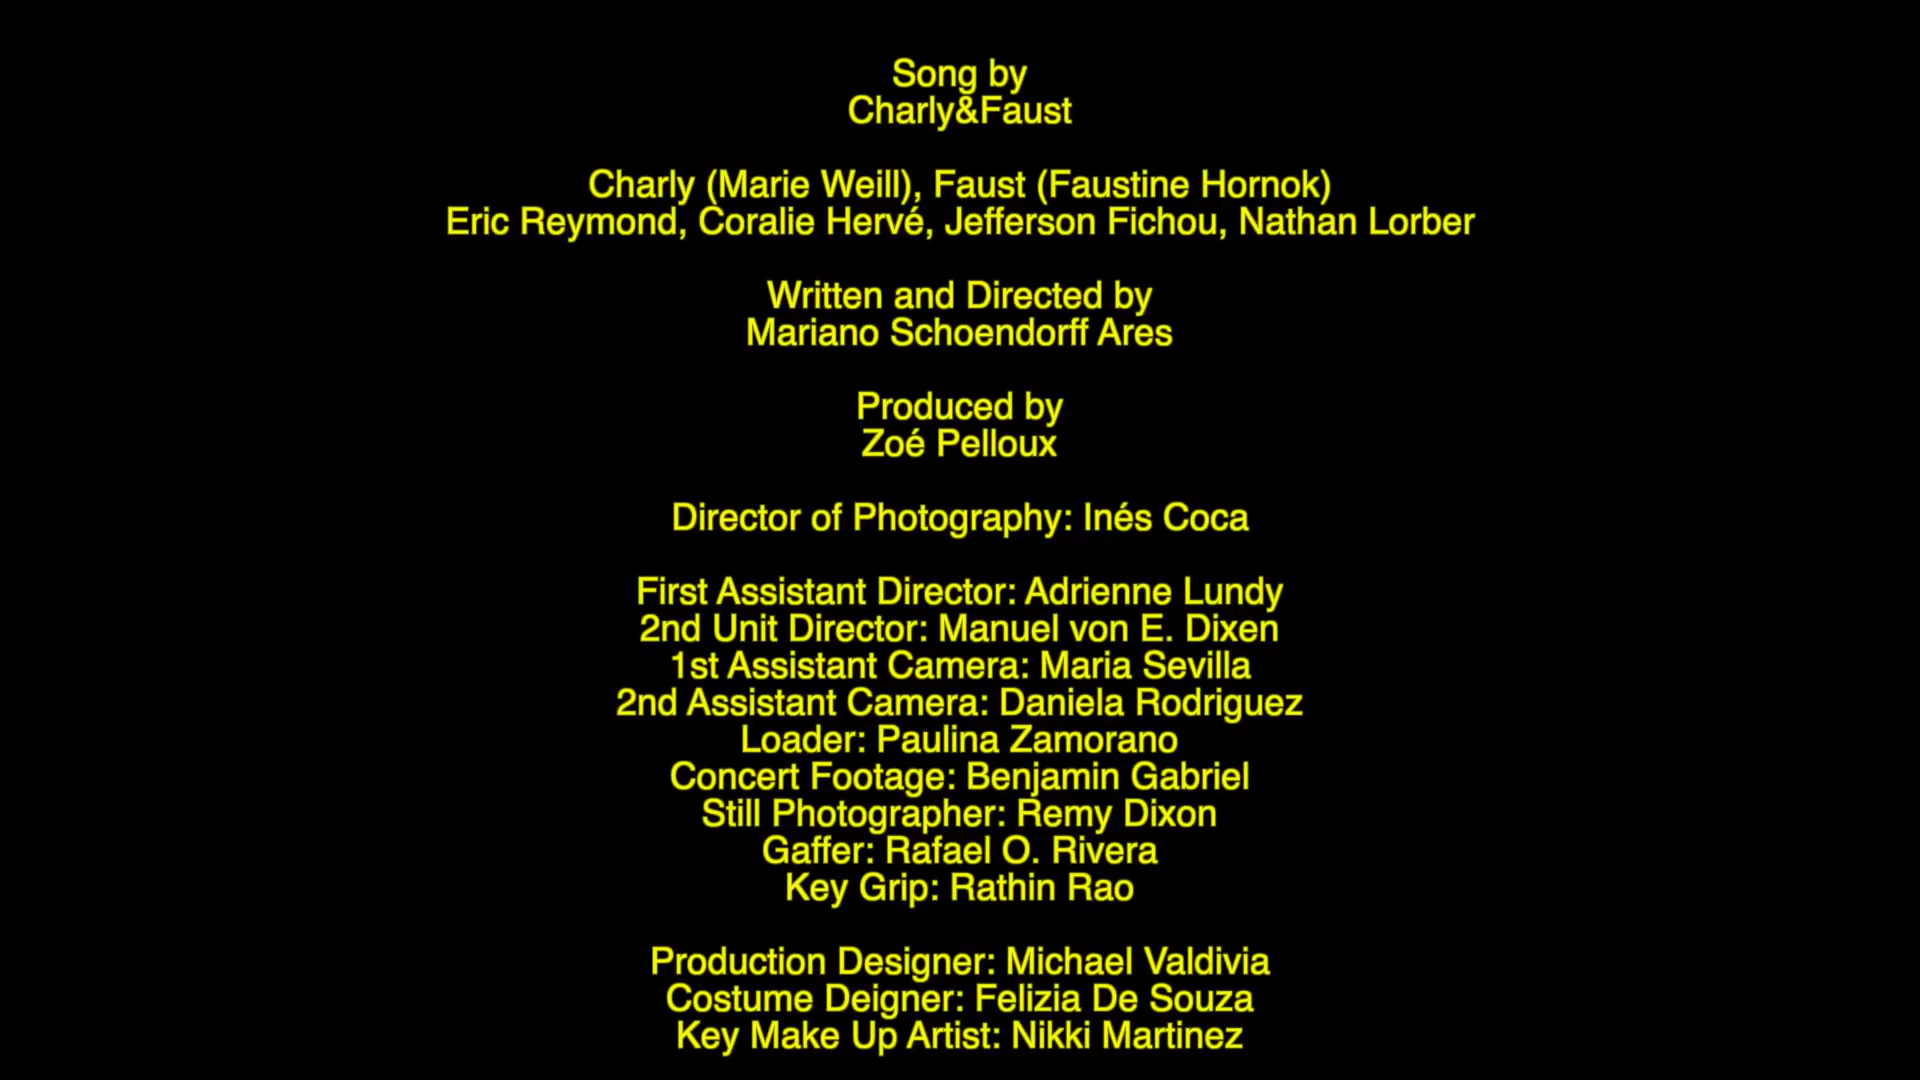 Song by
Charly&Faust
Charly (Marie Weill), Faust (Faustine Hornok)
Eric Reymond, Coralie Hervé, Jefferson Fichou, Nathan Lorber
Written and Directed by
Mariano Schoendorff Ares
Produced by
Zoé Pelloux
Director of Photography: Inés Coca
First Assistant Director: Adrienne Lundy
2nd Unit Director: Manuel von E. Dixen
1st Assistant Camera: Maria Sevilla
2nd Assistant Camera: Daniela Rodriguez
Loader: Paulina Zamorano
Concert Footage: Benjamin Gabriel
Still Photographer: Remy Dixon
Gaffer: Rafael O. Rivera
Key Grip: Rathin Rao
Production Designer: Michael Valdivia
Costume Deigner: Felizia De Souza
Key Make Up Artist: Nikki Martinez